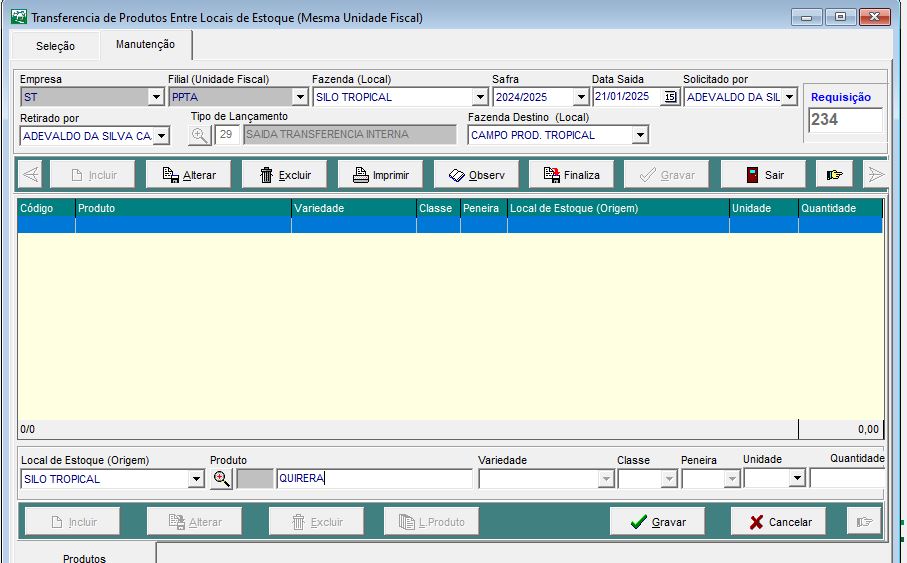 Transferencia de Produtos Entre Locais de Estoque (Mesma Unidade Fiscal)
Seleção Manutenção
Empresa Filial (Unidade Fiscal) Fazenda (Local) Safra Data Saida Solicitado por
ST PPTA SILO TROPICAL 2024/2025 21/01/2025 15 ADEVALDO DA SIL
Requisição
234
Retirado por Tipo de Lançamento Fazenda Destino (Local)
ADEVALDO DA SILVA CA 29 SAIDA TRANSFERENCIA INTERNA CAMPO PROD. TROPICAL
Incluir Alterar Excluir Imprimir Observ Finaliza Gravar Sair
Código Produto Variedade Classe Peneira Local de Estoque (Origem) Unidade Quantidade
0/0 0,00
Local de Estoque (Origem) Produto Variedade Classe Peneira Unidade Quantidade
SILO TROPICAL QUIRERA
Incluir Alterar Excluir L.Produto Gravar Cancelar
Produtos